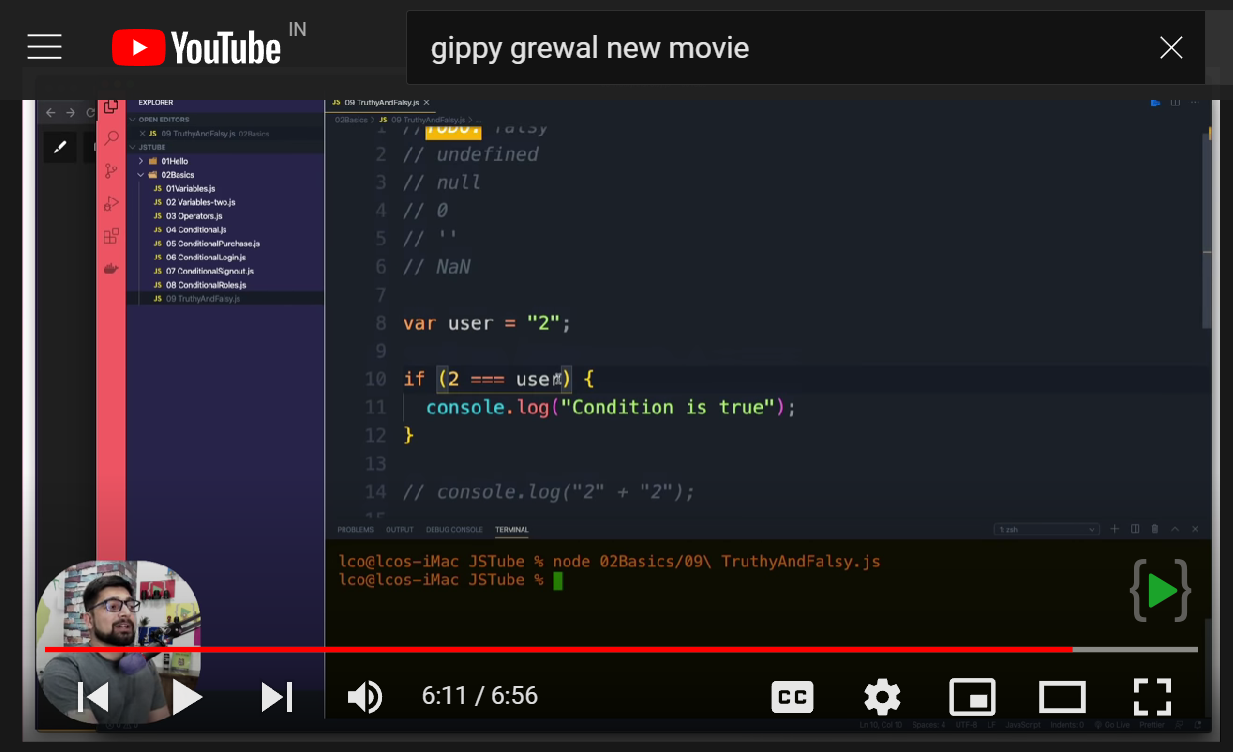 YouTube IN
gippy grewal new movie
EXPLORER
OPEN EDITORS
JS 09 TruthyAndFalsy.js 02Basics
JSTUBE
01Hello
02Basics
JS 01Variables.js
JS 02 Variables-two.js
JS 03 Operators.js
JS 04 Conditional.js
JS 05 ConditionalPurchase.js
JS 06 ConditionalLogin.js
JS 07 ConditionalSignout.js
JS 08 ConditionalRoles.js
JS 09 TruthyAndFalsy.js
JS 09 TruthyAndFalsy.js ×
02Basics > JS 09 TruthyAndFalsy.js > ...
1 //TODO: falsy
2 // undefined
3 // null
4 // 0
5 // ''
6 // NaN
7
8 var user = "2";
9
10 if (2 === user) {
11 console.log("Condition is true");
12 }
13
14 // console.log("2" + "2");
15
PROBLEMS OUTPUT DEBUG CONSOLE TERMINAL 1: zsh
lco@lcos-iMac JSTube % node 02Basics/09\ TruthyAndFalsy.js
lco@lcos-iMac JSTube %
6:11 / 6:56
CC
Ln 10, Col 10 Spaces: 4 UTF-8 LF JavaScript Indents: 0 Go Live Prettier